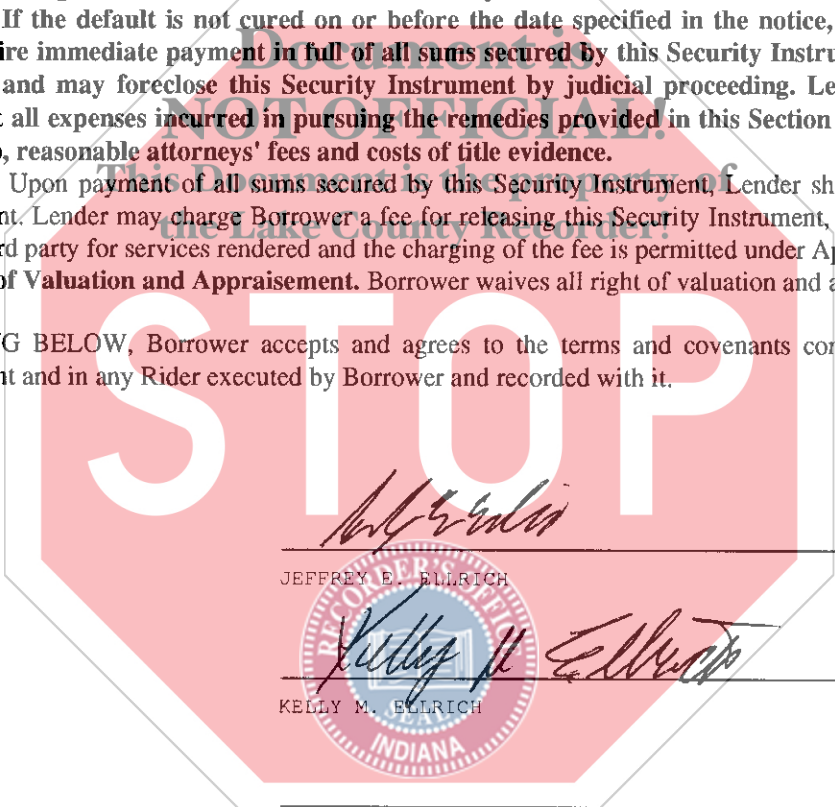 If the default is not cured on or before the date specified in the notice,
ire immediate payment in full of all sums secured by this Security Instru
and may foreclose this Security Instrument by judicial proceeding. Le
t all expenses incurred in pursuing the remedies provided in this Section
o, reasonable attorneys' fees and costs of title evidence.
Upon payment of all sums secured by this Security Instrument, Lender sh
nt. Lender may charge Borrower a fee for releasing this Security Instrument,
rd party for services rendered and the charging of the fee is permitted under Ap
of Valuation and Appraisement. Borrower waives all right of valuation and a
G BELOW, Borrower accepts and agrees to the terms and covenants con
nt and in any Rider executed by Borrower and recorded with it.
Document is
NOT OFFICIAL!
This Document is the property of
the Lake County Recorder!
STOP
JEFFREY E. ELLRICH
Kelly M Ellrich
KELLY M. ELLRICH
RECORDER'S OFFICE
SEAL
INDIANA